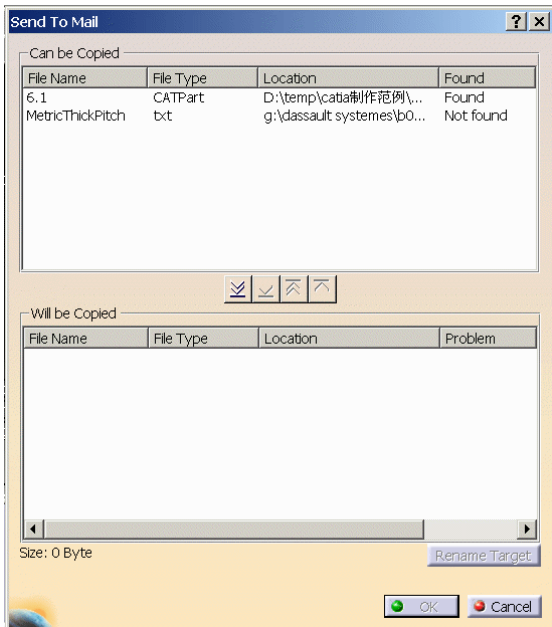 Send To Mail
Can be Copied
File Name File Type Location Found
6.1 CATPart D:\temp\catia制作范例\... Found
MetricThickPitch txt g:\dassault systemes\b0... Not found
Will be Copied
File Name File Type Location Problem
Size: 0 Byte
Rename Target
OK Cancel